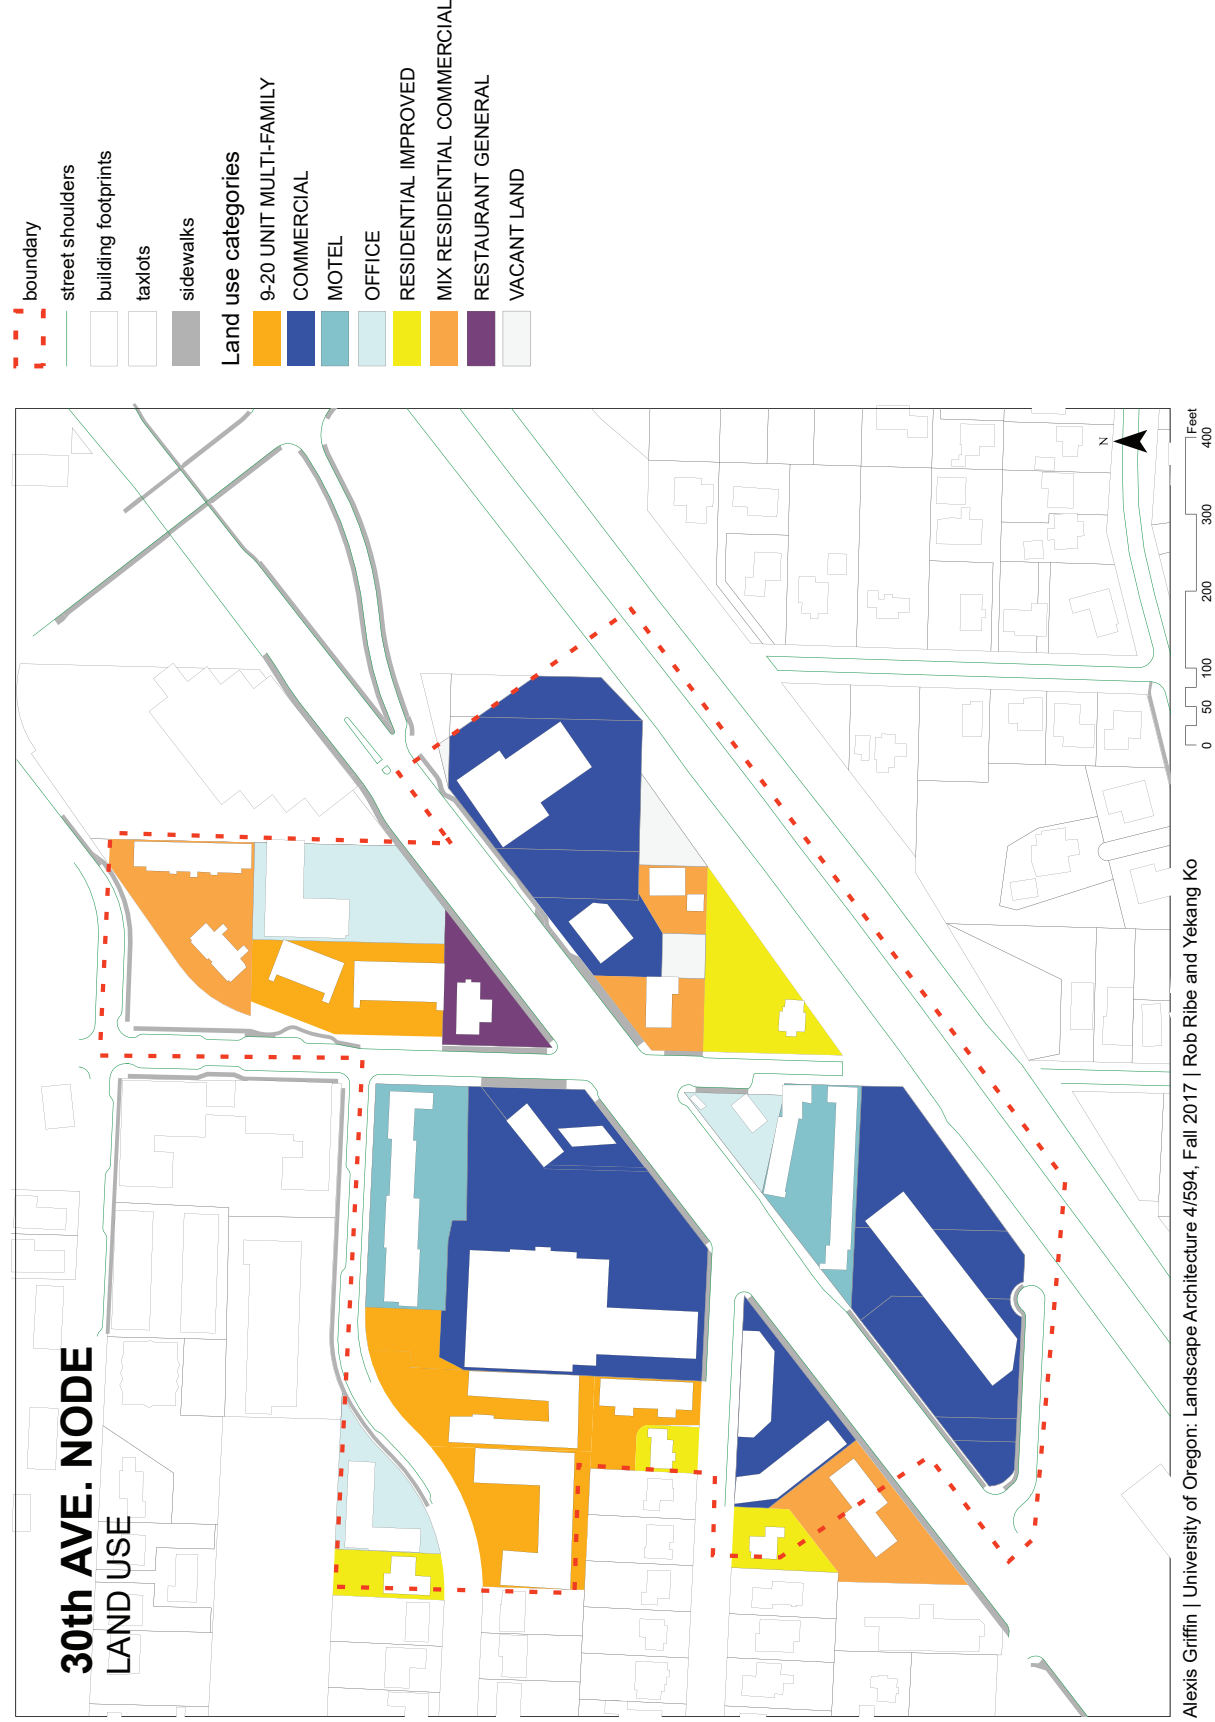 30th AVE. NODE
LAND USE
boundary
street shoulders
building footprints
taxlots
sidewalks
Land use categories
9-20 UNIT MULTI-FAMILY
COMMERCIAL
MOTEL
OFFICE
RESIDENTIAL IMPROVED
MIX RESIDENTIAL COMMERCIAL
RESTAURANT GENERAL
VACANT LAND
N
0 50 100 200 300 400
Feet
Alexis Griffin | University of Oregon: Landscape Architecture 4/594, Fall 2017 | Rob Ribe and Yekang Ko